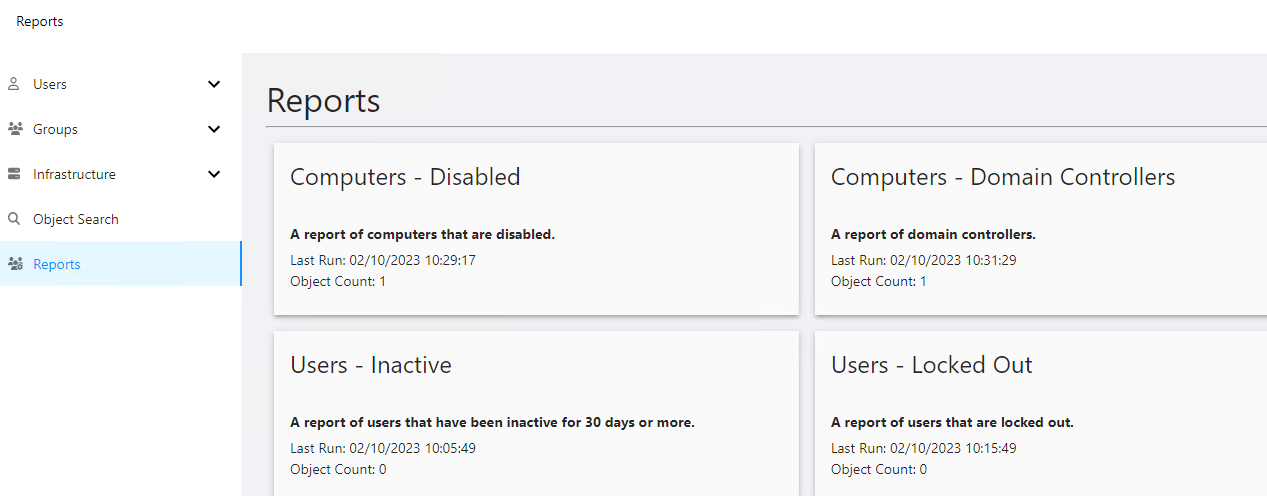 Reports
Users
Groups
Infrastructure
Object Search
Reports
Reports
Computers - Disabled
A report of computers that are disabled.
Last Run: 02/10/2023 10:29:17
Object Count: 1
Computers - Domain Controllers
A report of domain controllers.
Last Run: 02/10/2023 10:31:29
Object Count: 1
Users - Inactive
A report of users that have been inactive for 30 days or more.
Last Run: 02/10/2023 10:05:49
Object Count: 0
Users - Locked Out
A report of users that are locked out.
Last Run: 02/10/2023 10:15:49
Object Count: 0